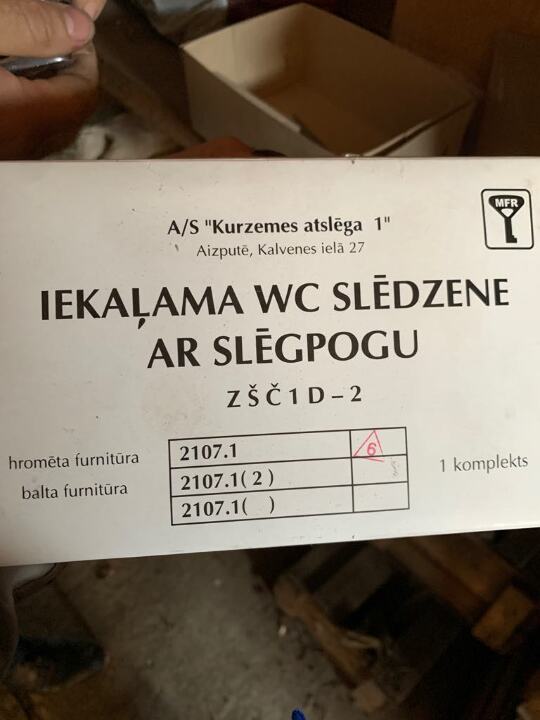 A/S "Kurzemes atslēga 1"
MFR
Aizputē, Kalvenes ielā 27
IEKAĻAMA WC SLĒDZENE
AR SLĒGPOGU
ZŠČ1D-2
hromēta furnitūra 2107.1 6
balta furnitūra 2107.1(2) 1 komplekts
2107.1( )